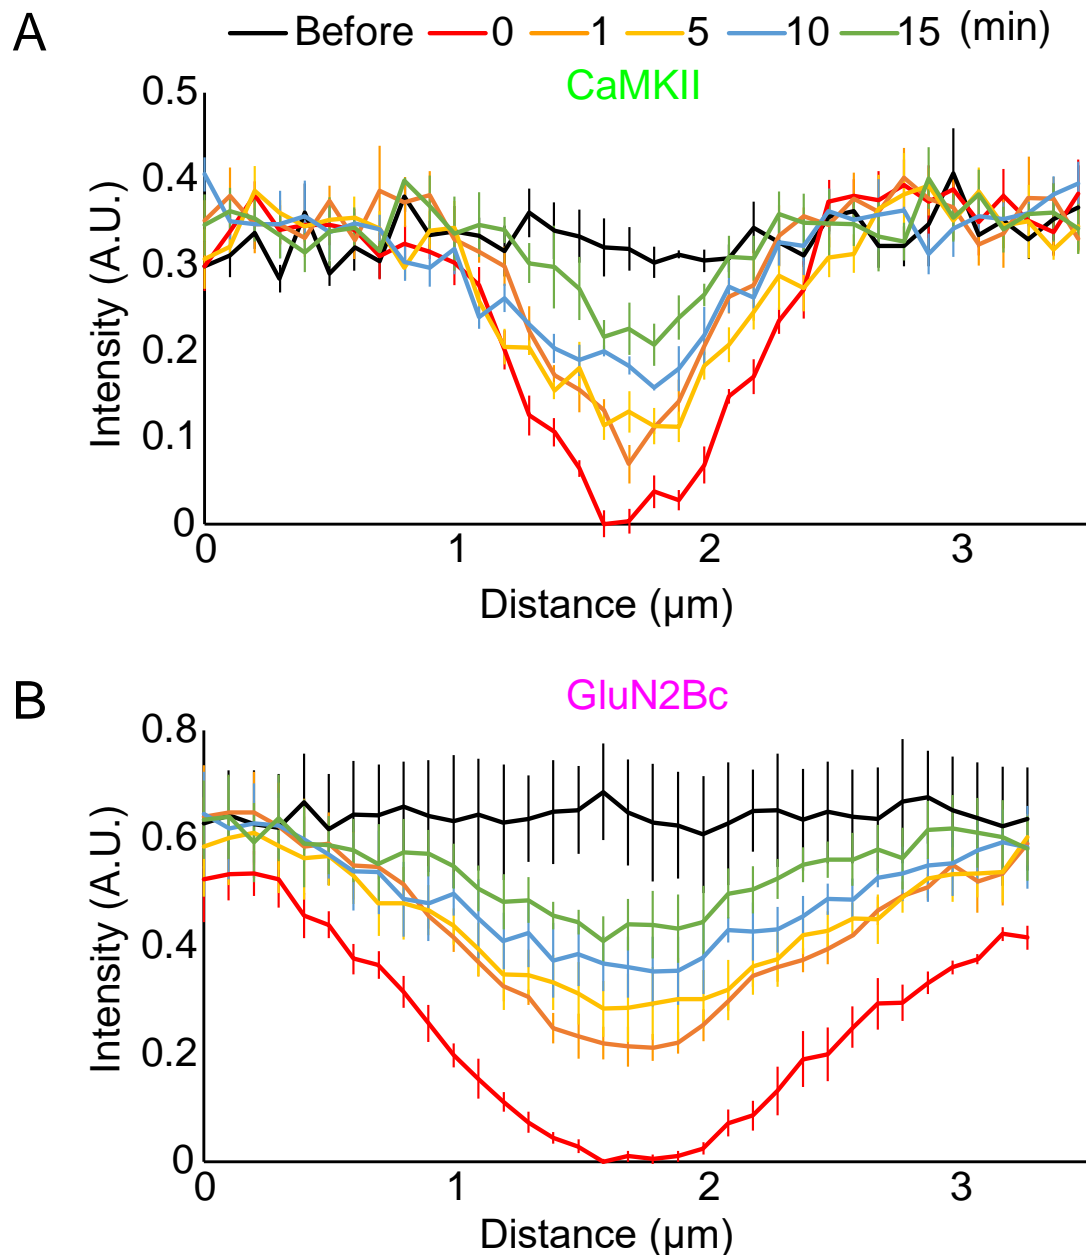 A
Before 0 1 5 10 15 (min)
CaMKII
0.5
0.4
0.3
0.2
0.1
0
Intensity (A.U.)
0 1 2 3
Distance (µm)
B
GluN2Bc
0.8
0.6
0.4
0.2
0
Intensity (A.U.)
0 1 2 3
Distance (µm)